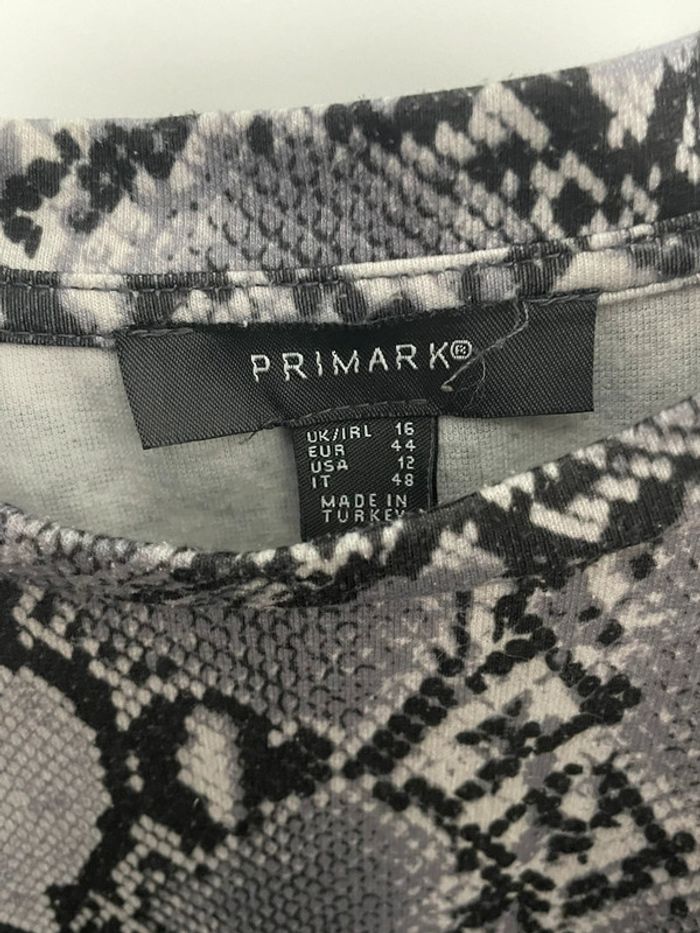 PRIMARK®
UK/IRL 16
EUR 44
USA 12
IT 48
MADE IN
TURKEY